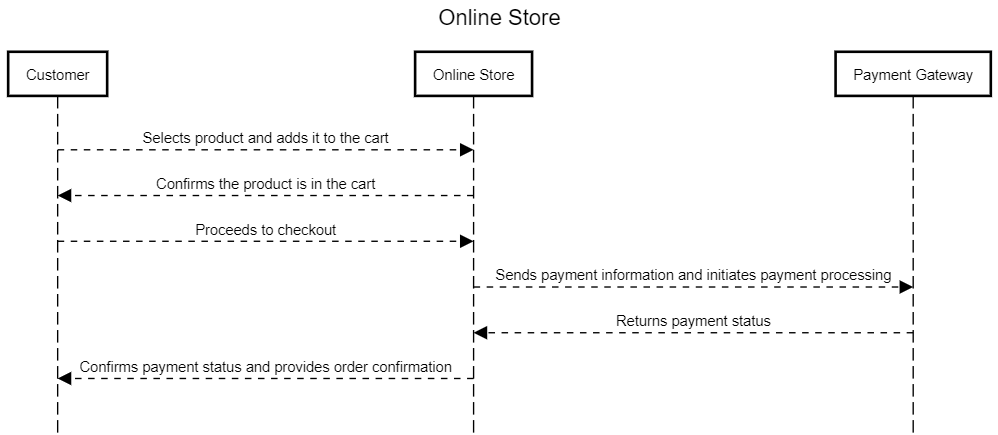 Online Store
Customer
Online Store
Payment Gateway
Selects product and adds it to the cart
Confirms the product is in the cart
Proceeds to checkout
Sends payment information and initiates payment processing
Returns payment status
Confirms payment status and provides order confirmation